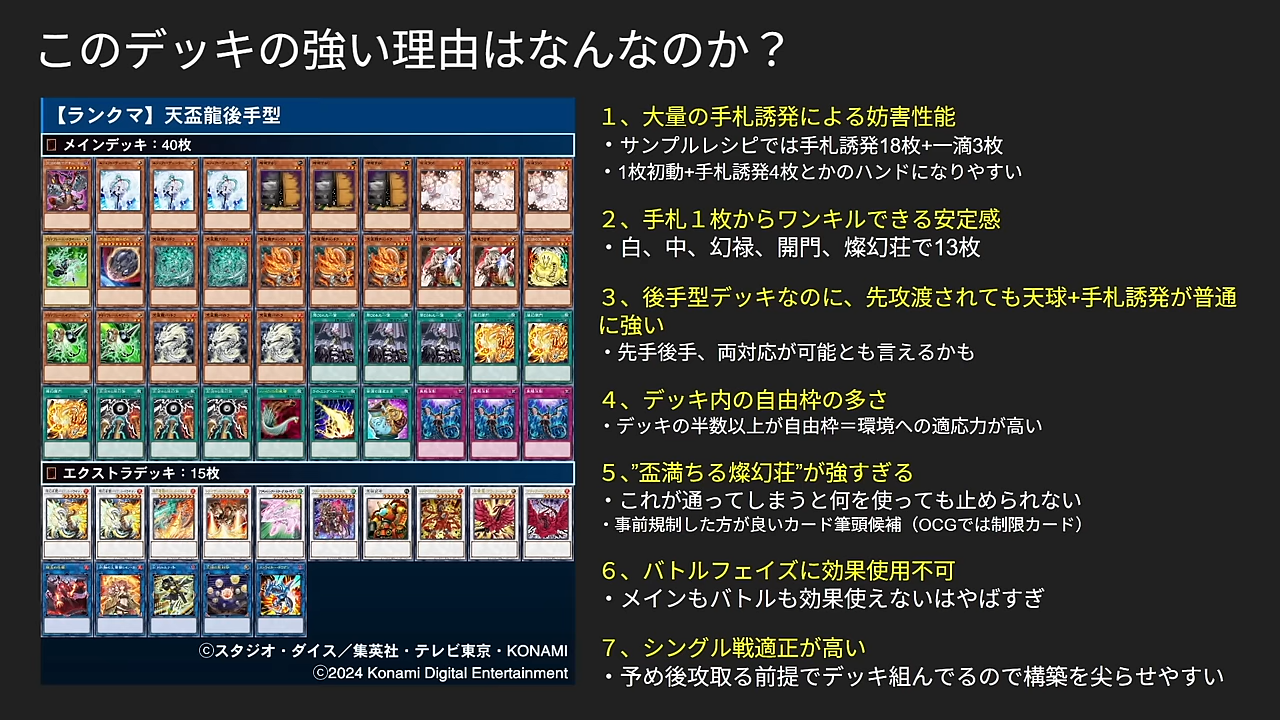 このデッキの強い理由はなんなのか？
【ランクマ】天盃龍後手型
メインデッキ：40枚
エクストラデッキ：15枚
Ⓒスタジオ・ダイス／集英社・テレビ東京・KONAMI
Ⓒ2024 Konami Digital Entertainment
１、大量の手札誘発による妨害性能
・サンプルレシピでは手札誘発18枚+一滴3枚
・1枚初動+手札誘発4枚とかのハンドになりやすい
２、手札１枚からワンキルできる安定感
・白、中、幻禄、開門、燦幻荘で13枚
３、後手型デッキなのに、先攻渡されても天球+手札誘発が普通
に強い
・先手後手、両対応が可能とも言えるかも
４、デッキ内の自由枠の多さ
・デッキの半数以上が自由枠＝環境への適応力が高い
５、”盃満ちる燦幻荘”が強すぎる
・これが通ってしまうと何を使っても止められない
・事前規制した方が良いカード筆頭候補（OCGでは制限カード）
６、バトルフェイズに効果使用不可
・メインもバトルも効果使えないはやばすぎ
７、シングル戦適正が高い
・予め後攻取る前提でデッキ組んでるので構築を尖らせやすい